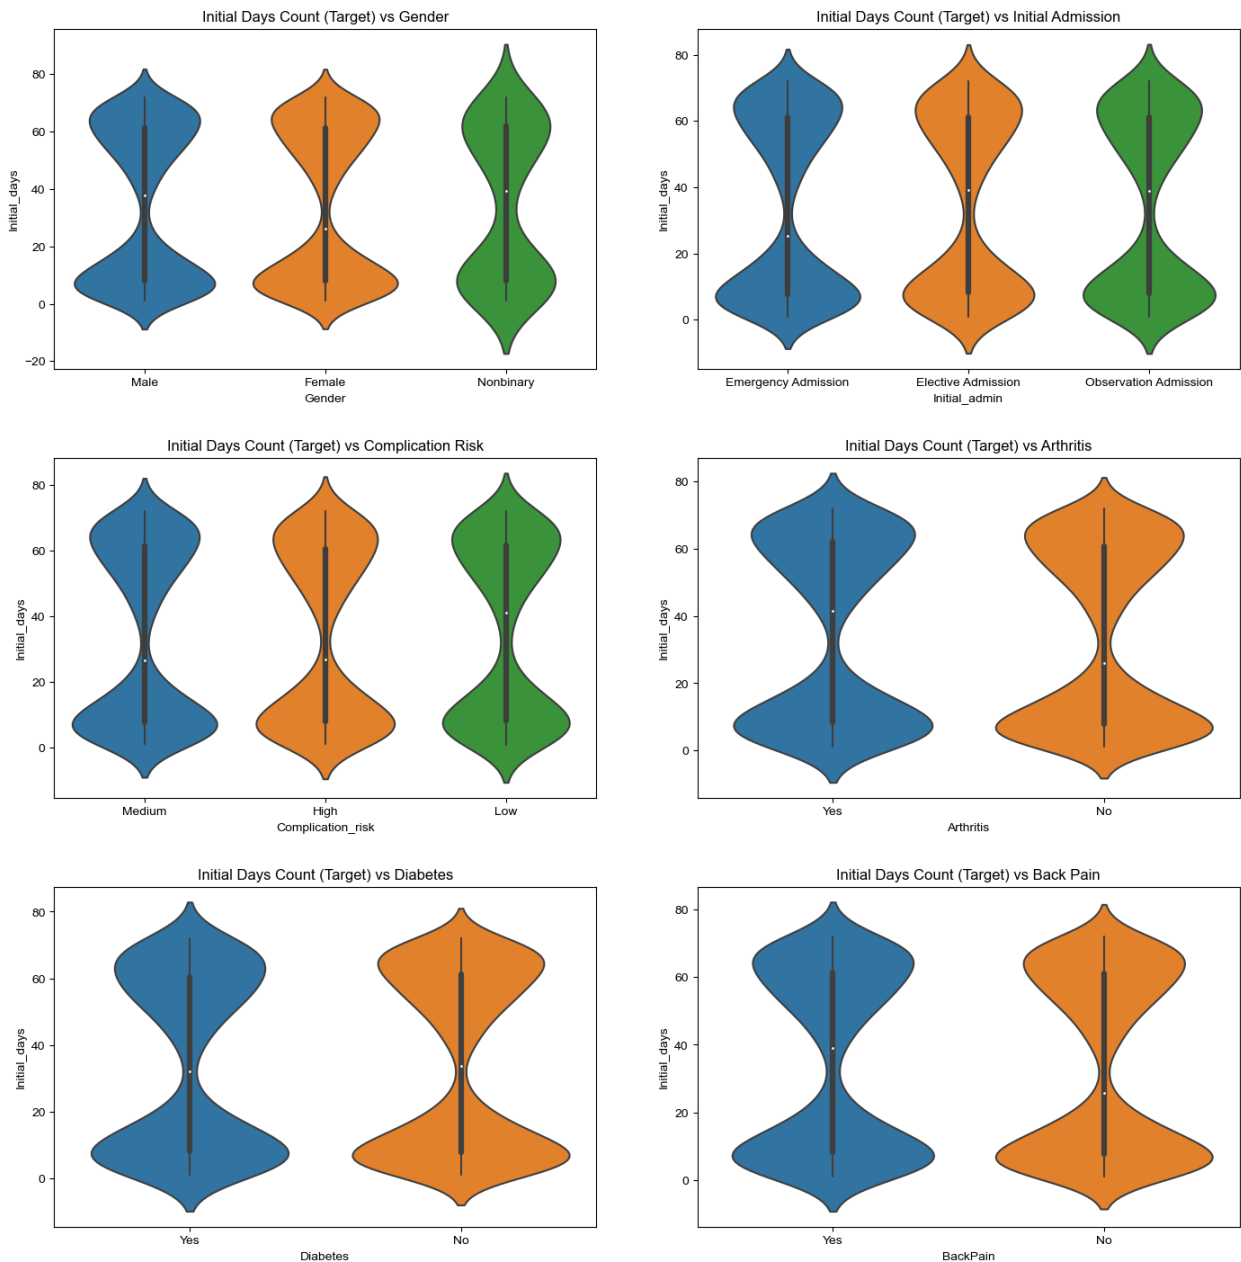 Initial Days Count (Target) vs Gender
80
60
40
20
0
−20
Initial_days
Male Female Nonbinary
Gender
Initial Days Count (Target) vs Initial Admission
80
60
40
20
0
Initial_days
Emergency Admission Elective Admission Observation Admission
Initial_admin
Initial Days Count (Target) vs Complication Risk
80
60
40
20
0
Initial_days
Medium High Low
Complication_risk
Initial Days Count (Target) vs Arthritis
80
60
40
20
0
Initial_days
Yes No
Arthritis
Initial Days Count (Target) vs Diabetes
80
60
40
20
0
Initial_days
Yes No
Diabetes
Initial Days Count (Target) vs Back Pain
80
60
40
20
0
Initial_days
Yes No
BackPain